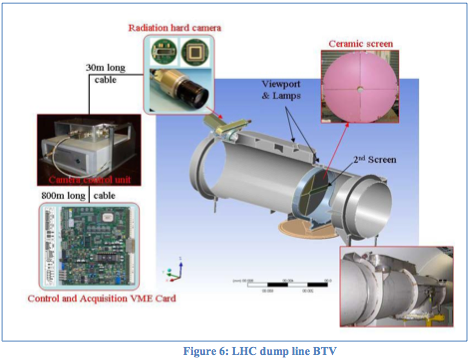 Radiation hard camera
Ceramic screen
30m long
cable
Viewport
& Lamps
2nd Screen
Camera control unit
800m long cable
Control and Acquisition VME Card
Figure 6: LHC dump line BTV